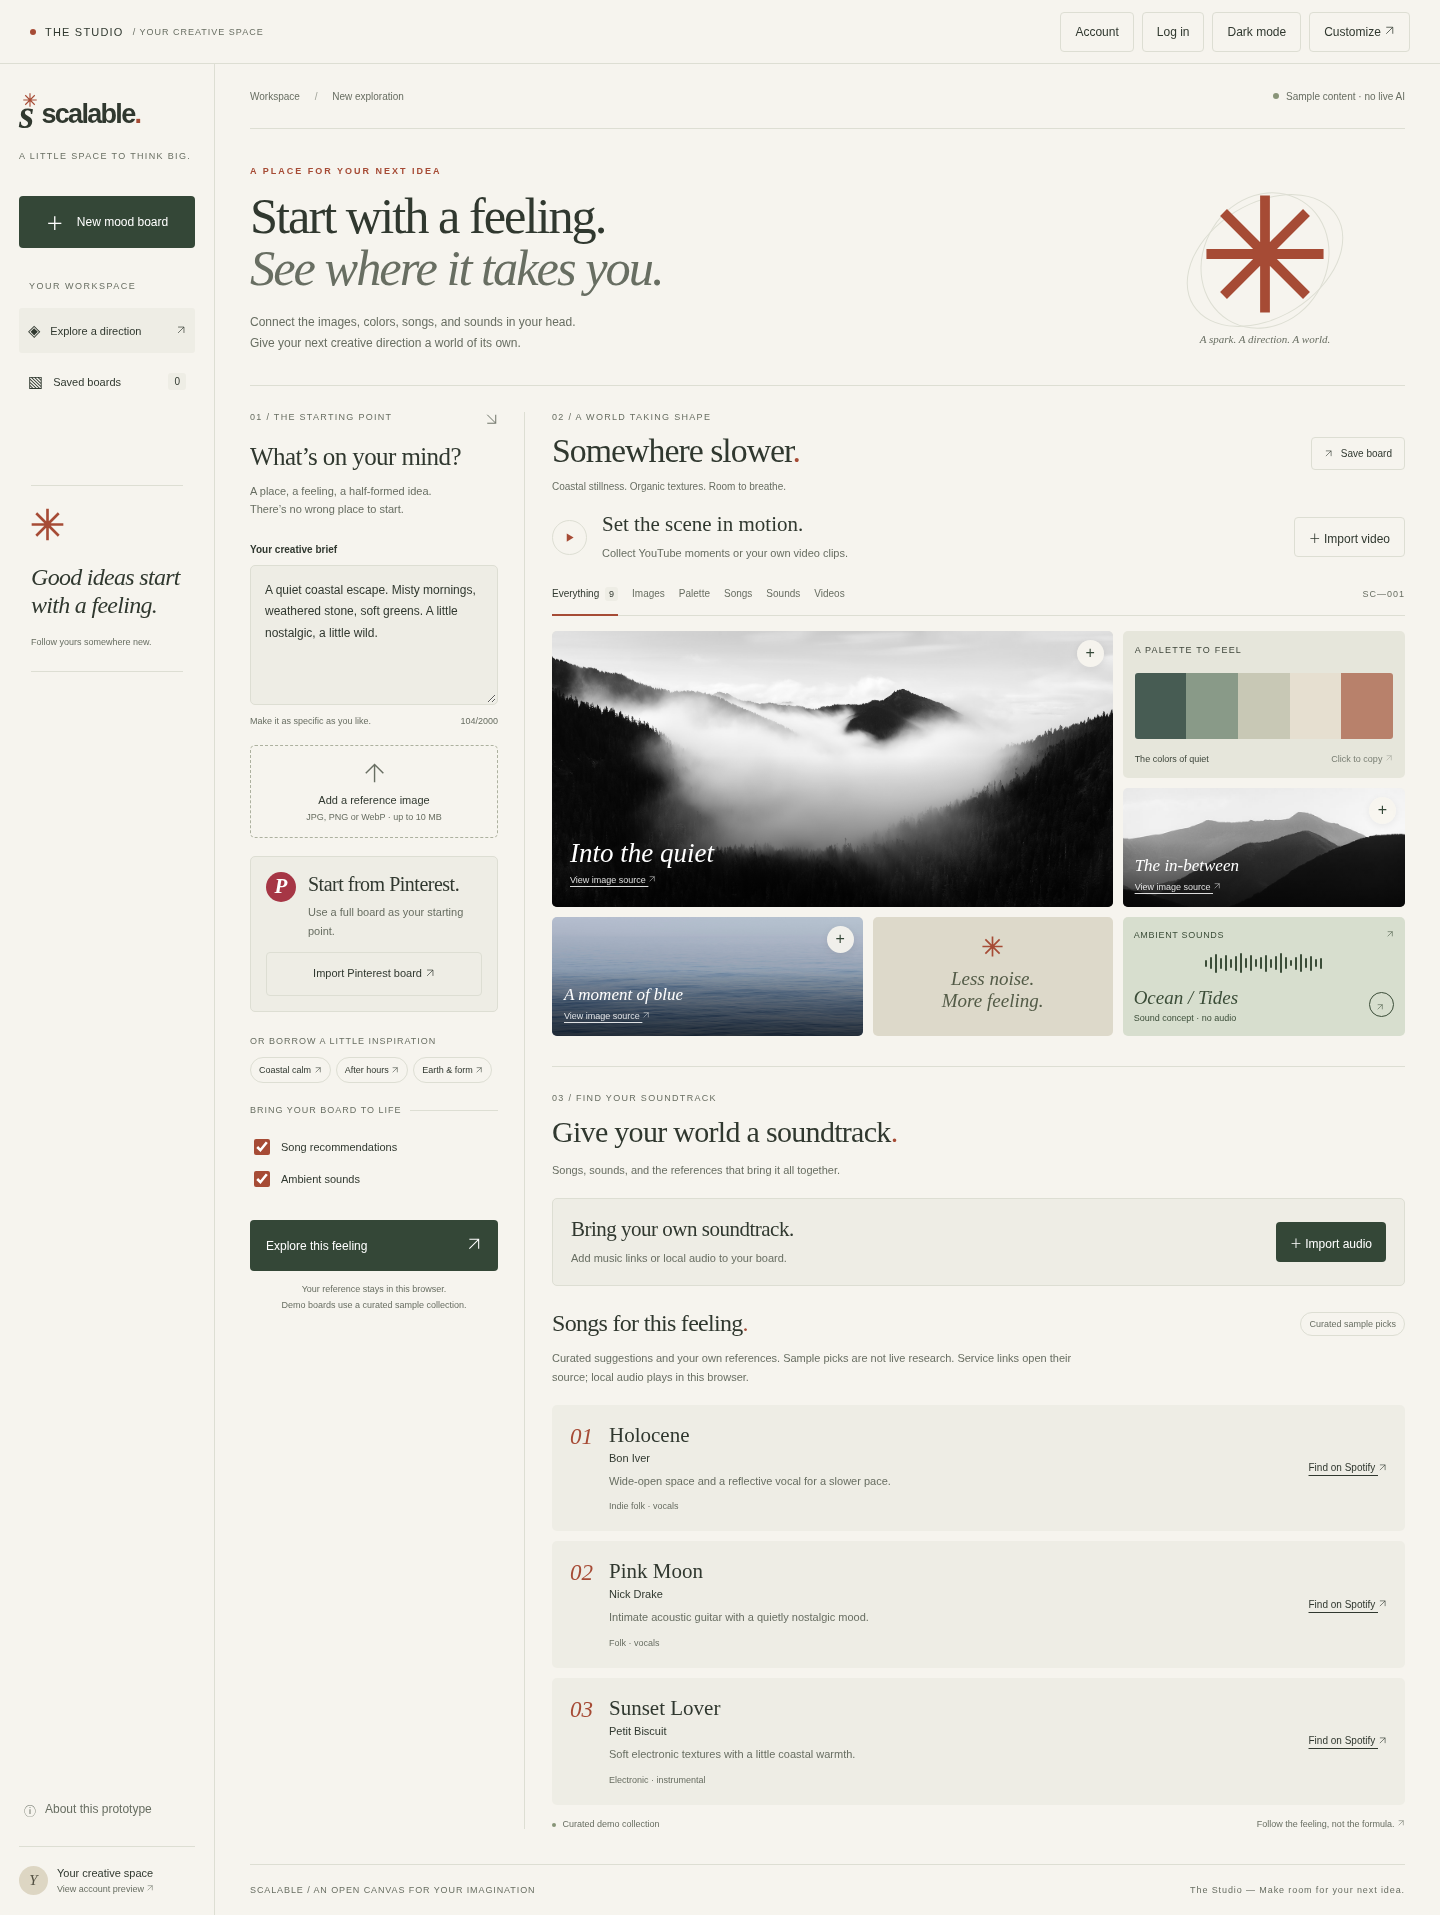 THE STUDIO / YOUR CREATIVE SPACE
Account
Log in
Dark mode
Customize
s scalable.
A LITTLE SPACE TO THINK BIG.
New mood board
YOUR WORKSPACE
Explore a direction
Saved boards 0
Good ideas start
with a feeling.
Follow yours somewhere new.
About this prototype
Y
Your creative space
View account preview
Workspace / New exploration
Sample content · no live AI
A PLACE FOR YOUR NEXT IDEA
Start with a feeling.
See where it takes you.
Connect the images, colors, songs, and sounds in your head.
Give your next creative direction a world of its own.
A spark. A direction. A world.
01 / THE STARTING POINT
What’s on your mind?
A place, a feeling, a half-formed idea.
There’s no wrong place to start.
Your creative brief
A quiet coastal escape. Misty mornings,
weathered stone, soft greens. A little
nostalgic, a little wild.
Make it as specific as you like. 104/2000
Add a reference image
JPG, PNG or WebP · up to 10 MB
P
Start from Pinterest.
Use a full board as your starting
point.
Import Pinterest board
OR BORROW A LITTLE INSPIRATION
Coastal calm
After hours
Earth & form
BRING YOUR BOARD TO LIFE
Song recommendations
Ambient sounds
Explore this feeling
Your reference stays in this browser.
Demo boards use a curated sample collection.
02 / A WORLD TAKING SHAPE
Somewhere slower.
Save board
Coastal stillness. Organic textures. Room to breathe.
Set the scene in motion.
Collect YouTube moments or your own video clips.
+ Import video
Everything 9 Images Palette Songs Sounds Videos SC—001
+
Into the quiet
View image source
A PALETTE TO FEEL
The colors of quiet Click to copy
+
The in-between
View image source
+
A moment of blue
View image source
Less noise.
More feeling.
AMBIENT SOUNDS
Ocean / Tides
Sound concept · no audio
03 / FIND YOUR SOUNDTRACK
Give your world a soundtrack.
Songs, sounds, and the references that bring it all together.
Bring your own soundtrack.
Add music links or local audio to your board.
+ Import audio
Songs for this feeling.
Curated sample picks
Curated suggestions and your own references. Sample picks are not live research. Service links open their
source; local audio plays in this browser.
01 Holocene
Bon Iver
Wide-open space and a reflective vocal for a slower pace.
Indie folk · vocals
Find on Spotify
02 Pink Moon
Nick Drake
Intimate acoustic guitar with a quietly nostalgic mood.
Folk · vocals
Find on Spotify
03 Sunset Lover
Petit Biscuit
Soft electronic textures with a little coastal warmth.
Electronic · instrumental
Find on Spotify
Curated demo collection
Follow the feeling, not the formula.
SCALABLE / AN OPEN CANVAS FOR YOUR IMAGINATION
The Studio — Make room for your next idea.